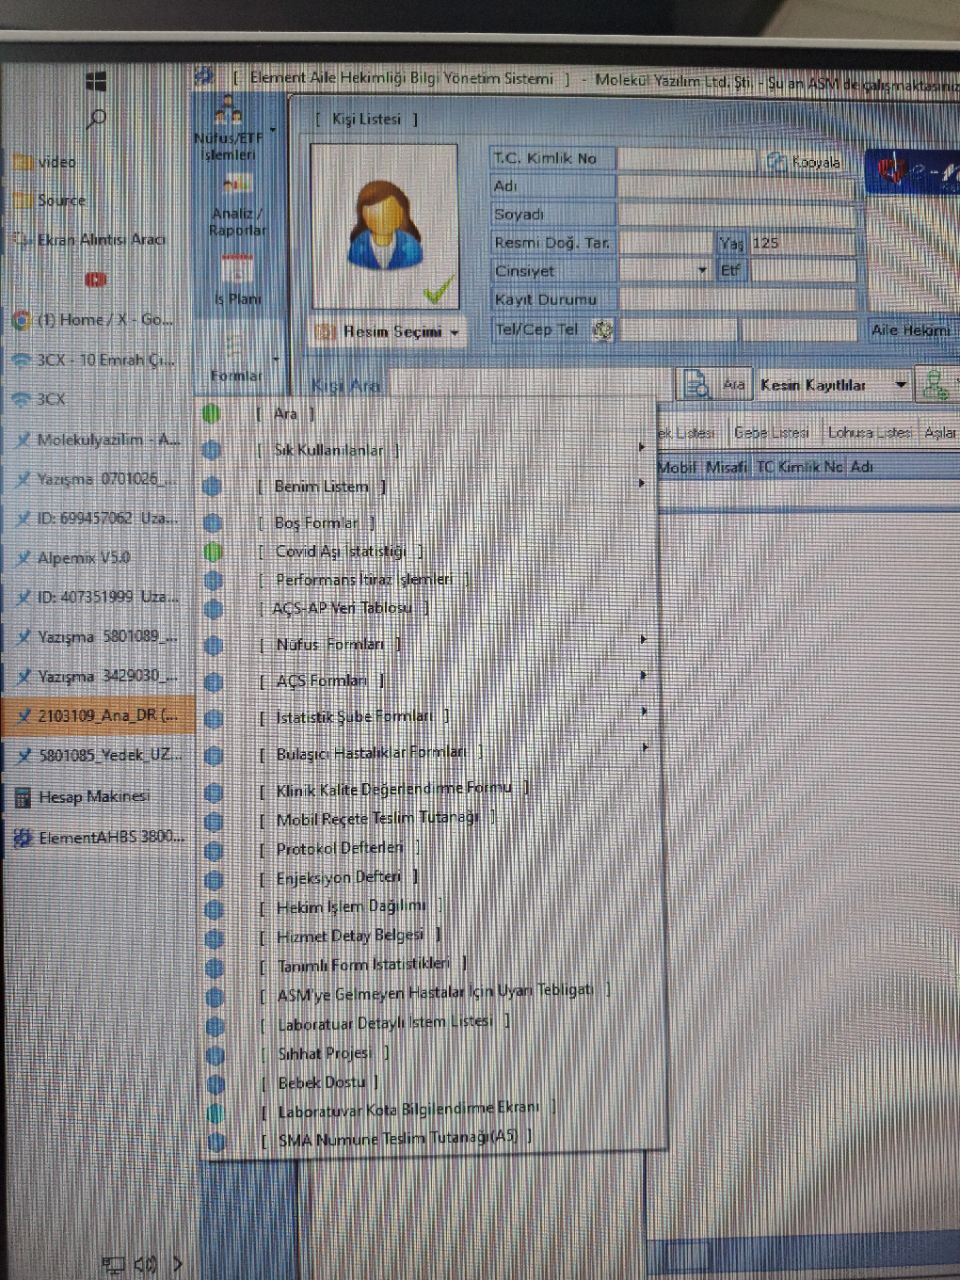 [ Element Aile Hekimliği Bilgi Yönetim Sistemi ] - Molekül Yazılım Ltd. Şti. - Şu an ASM de çalışmaktasınız
video
Source
Ekran Alıntısı Aracı
(1) Home / X - Go...
3CX - 10 Emrah Çı...
3CX
Molekulyazilim - A...
Yazışma 0701026_...
ID: 699457062 Uza...
Alpemix V5.0
ID: 407351999 Uza...
Yazışma 5801089_...
Yazışma 3429030_...
2103109_Ana_DR (...
5801085_Yedek_UZ...
Hesap Makinesi
ElementAHBS 3800...
Nüfus/ETF
İşlemleri
Analiz /
Raporlar
İş Planı
Formlar
[ Kişi Listesi ]
Resim Seçimi
T.C. Kimlik No
Kopyala
Adı
Soyadı
Resmi Doğ. Tar.
Yaş 125
Cinsiyet
Etf
Kayıt Durumu
Tel/Cep Tel
Aile Hekimi
Kişi Ara
Ara
Kesin Kayıtlılar
ek Listesi
Gebe Listesi
Lohusa Listesi
Aşılar
Mobil Misafi TC Kimlik Nc Adı
[ Ara ]
[ Sık Kullanılanlar ]
[ Benim Listem ]
[ Boş Formlar ]
[ Covid Aşı İstatistiği ]
[ Performans İtiraz İşlemleri ]
[ AÇS-AP Veri Tablosu ]
[ Nüfus Formları ]
[ AÇS Formları ]
[ İstatistik Şube Formları ]
[ Bulaşıcı Hastalıklar Formları ]
[ Klinik Kalite Değerlendirme Formu ]
[ Mobil Reçete Teslim Tutanağı ]
[ Protokol Defterleri ]
[ Enjeksiyon Defteri ]
[ Hekim İşlem Dağılımı ]
[ Hizmet Detay Belgesi ]
[ Tanımlı Form İstatistikleri ]
[ ASM'ye Gelmeyen Hastalar İçin Uyarı Tebligatı ]
[ Laboratuar Detaylı İstem Listesi ]
[ Sıhhat Projesi ]
[ Bebek Dostu ]
[ Laboratuvar Kota Bilgilendirme Ekranı ]
[ SMA Numune Teslim Tutanağı(A5) ]